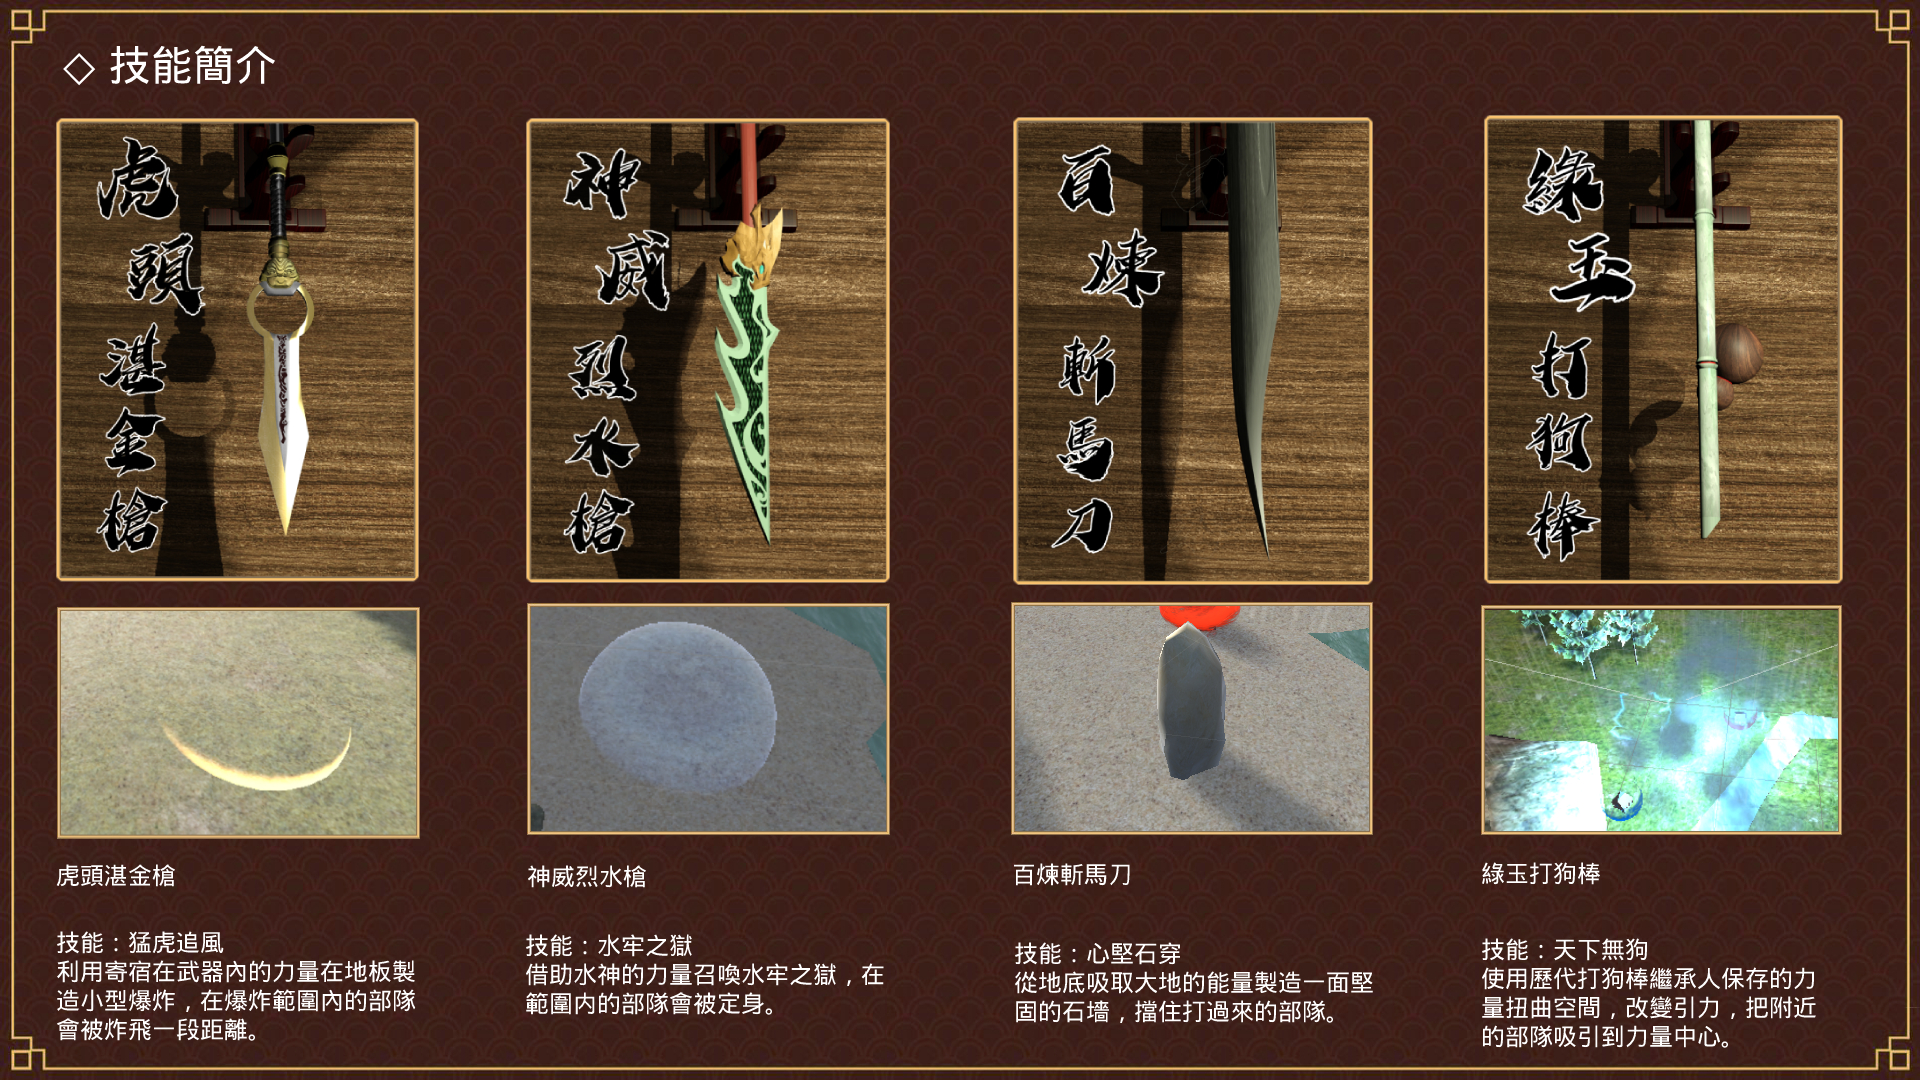 ◇ 技能簡介
虎頭湛金槍
神威烈水槍
百煉斬馬刀
綠玉打狗棒
虎頭湛金槍
技能：猛虎追風
利用寄宿在武器內的力量在地板製
造小型爆炸，在爆炸範圍內的部隊
會被炸飛一段距離。
神威烈水槍
技能：水牢之獄
借助水神的力量召喚水牢之獄，在
範圍內的部隊會被定身。
百煉斬馬刀
技能：心堅石穿
從地底吸取大地的能量製造一面堅
固的石墻，擋住打過來的部隊。
綠玉打狗棒
技能：天下無狗
使用歷代打狗棒繼承人保存的力
量扭曲空間，改變引力，把附近
的部隊吸引到力量中心。